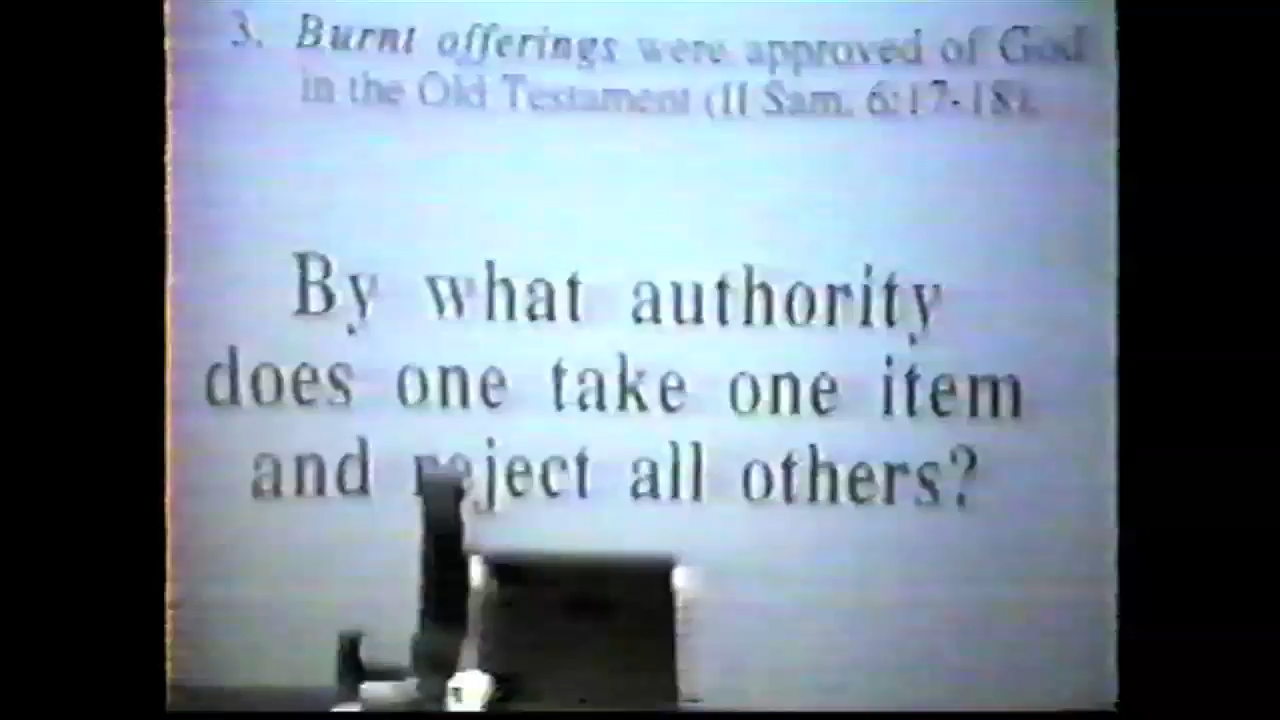 3. Burnt offerings were approved of God
in the Old Testament (II Sam. 6:17-18).
By what authority
does one take one item
and reject all others?